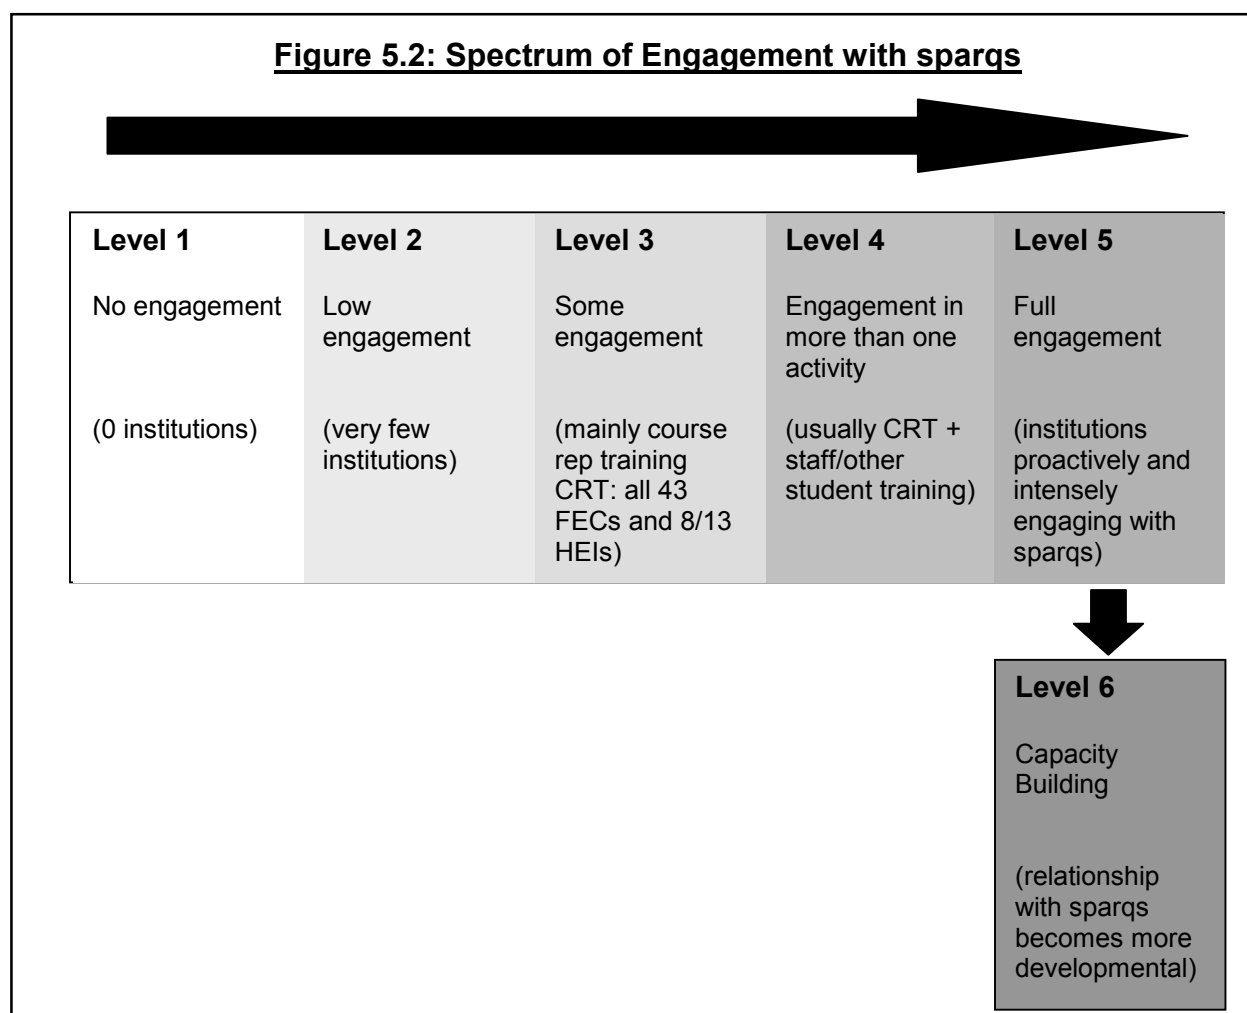 Figure 5.2: Spectrum of Engagement with sparqs
Level 1
No engagement
(0 institutions)
Level 2
Low
engagement
(very few
institutions)
Level 3
Some
engagement
(mainly course
rep training
CRT: all 43
FECs and 8/13
HEIs)
Level 4
Engagement in
more than one
activity
(usually CRT +
staff/other
student training)
Level 5
Full
engagement
(institutions
proactively and
intensely
engaging with
sparqs)
Level 6
Capacity
Building
(relationship
with sparqs
becomes more
developmental)